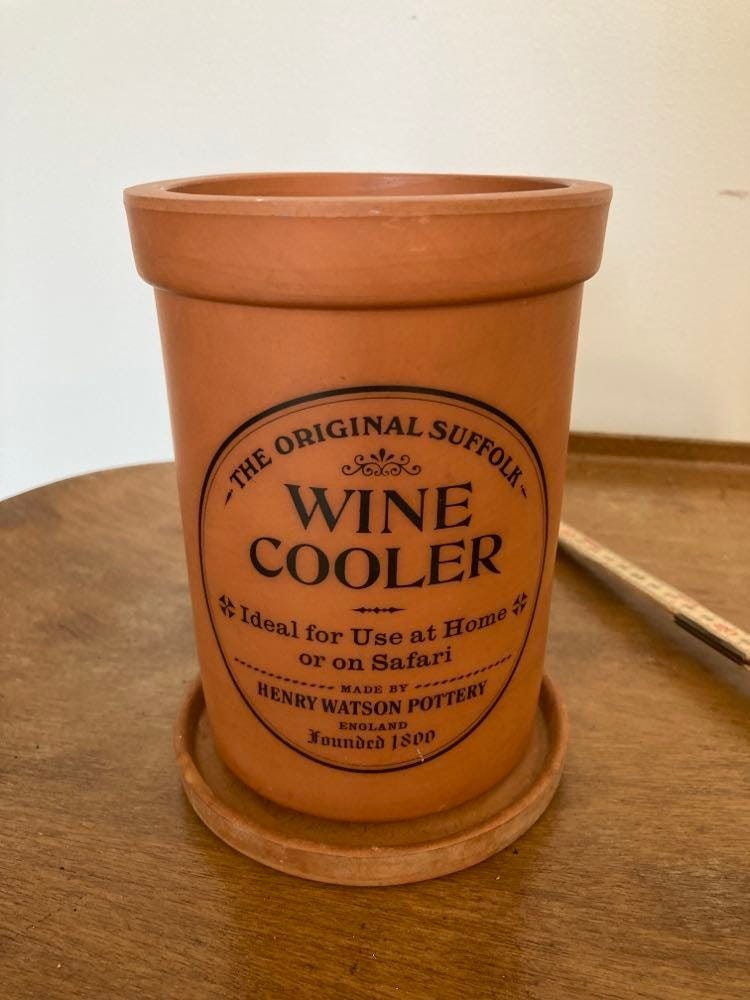 THE ORIGINAL SUFFOLK
WINE
COOLER
Ideal for Use at Home
or on Safari
MADE BY
HENRY WATSON POTTERY
ENGLAND
Founded 1800